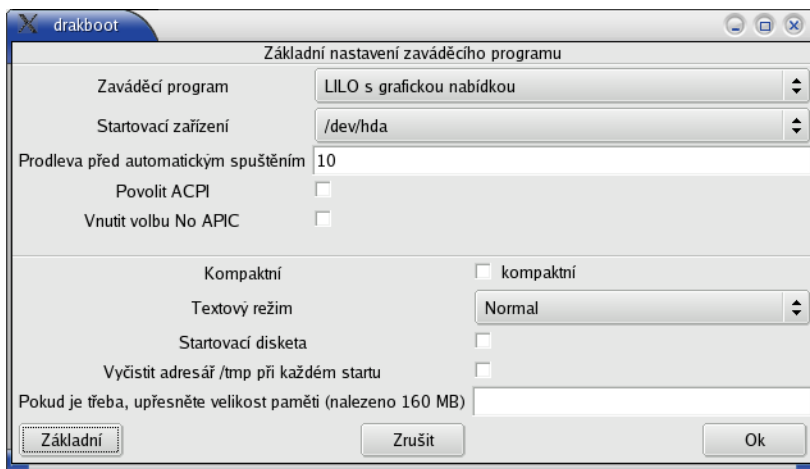 drakboot
Základní nastavení zaváděcího programu
Zaváděcí program LILO s grafickou nabídkou
Startovací zařízení /dev/hda
Prodleva před automatickým spuštěním 10
Povolit ACPI
Vnutit volbu No APIC
Kompaktní kompaktní
Textový režim Normal
Startovací disketa
Vyčistit adresář /tmp při každém startu
Pokud je třeba, upřesněte velikost paměti (nalezeno 160 MB)
Základní Zrušit Ok